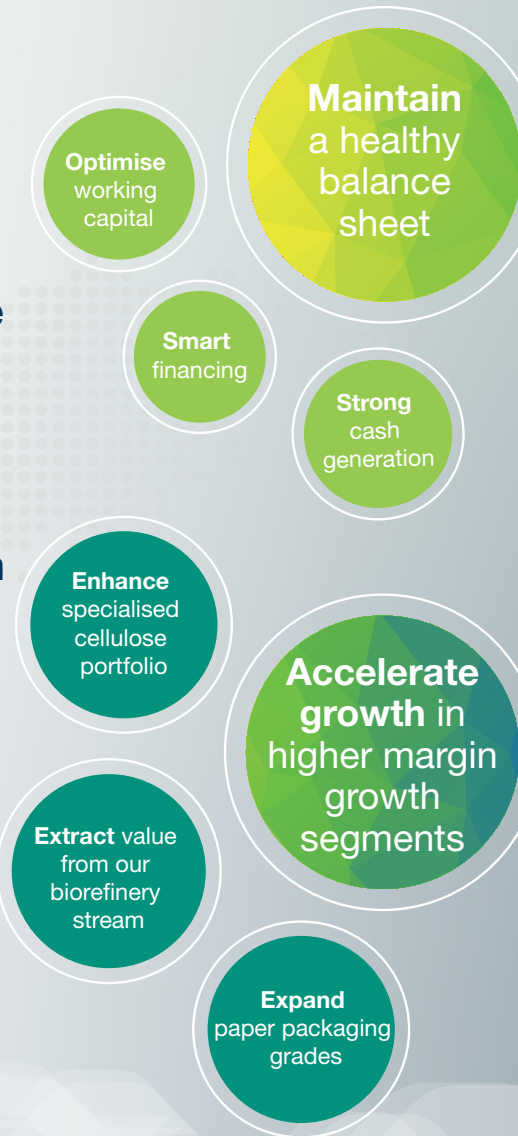 Maintain
a healthy
balance
sheet
Optimise
working
capital
Smart
financing
Strong
cash
generation
Enhance
specialised
cellulose
portfolio
Accelerate
growth in
higher margin
growth
segments
Extract value
from our
biorefinery
stream
Expand
paper packaging
grades